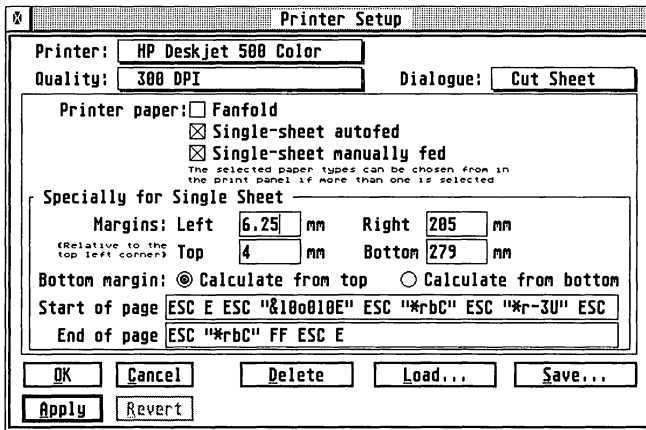 Printer Setup
Printer: HP Deskjet 500 Color
Quality: 300 DPI Dialogue: Cut Sheet
Printer paper: Fanfold
Single-sheet autofed
Single-sheet manually fed
The selected paper types can be chosen from in
the print panel if more than one is selected
Specially for Single Sheet
Margins: Left 6.25 mm Right 205 mm
(Relative to the
top left corner) Top 4 mm Bottom 279 mm
Bottom margin: Calculate from top Calculate from bottom
Start of page ESC E ESC "&l0o0l0E" ESC "*rbC" ESC "*r-3U" ESC
End of page ESC "*rbC" FF ESC E
OK Cancel Delete Load... Save...
Apply Revert